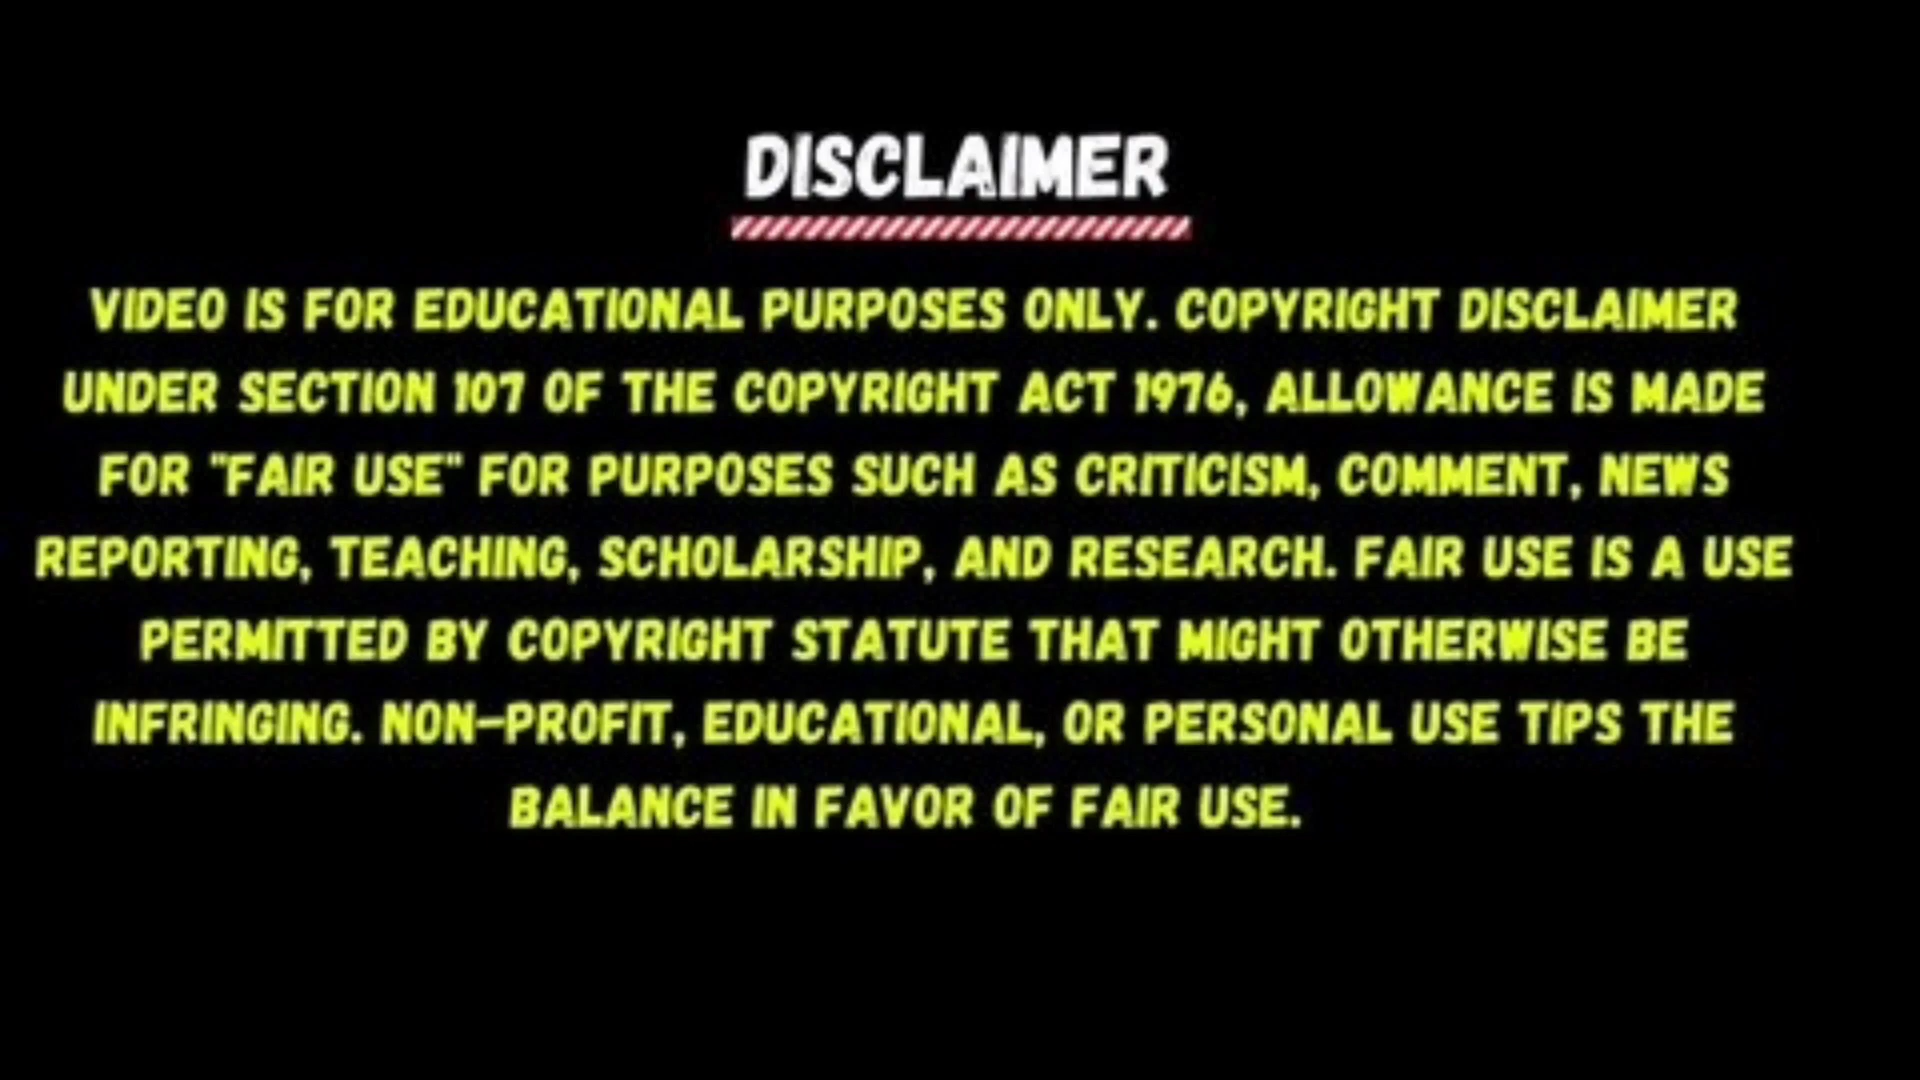 DISCLAIMER
VIDEO IS FOR EDUCATIONAL PURPOSES ONLY. COPYRIGHT DISCLAIMER
UNDER SECTION 107 OF THE COPYRIGHT ACT 1976, ALLOWANCE IS MADE
FOR "FAIR USE" FOR PURPOSES SUCH AS CRITICISM, COMMENT, NEWS
REPORTING, TEACHING, SCHOLARSHIP, AND RESEARCH. FAIR USE IS A USE
PERMITTED BY COPYRIGHT STATUTE THAT MIGHT OTHERWISE BE
INFRINGING. NON-PROFIT, EDUCATIONAL, OR PERSONAL USE TIPS THE
BALANCE IN FAVOR OF FAIR USE.